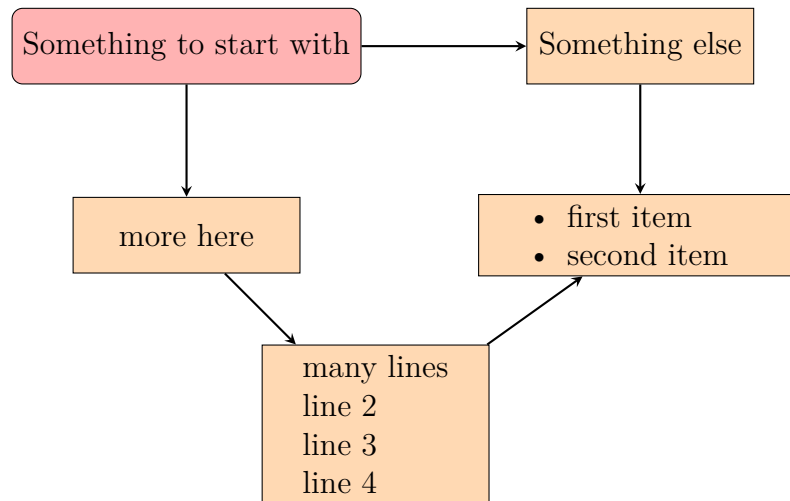 Something to start with
Something else
more here
• first item
• second item
many lines
line 2
line 3
line 4